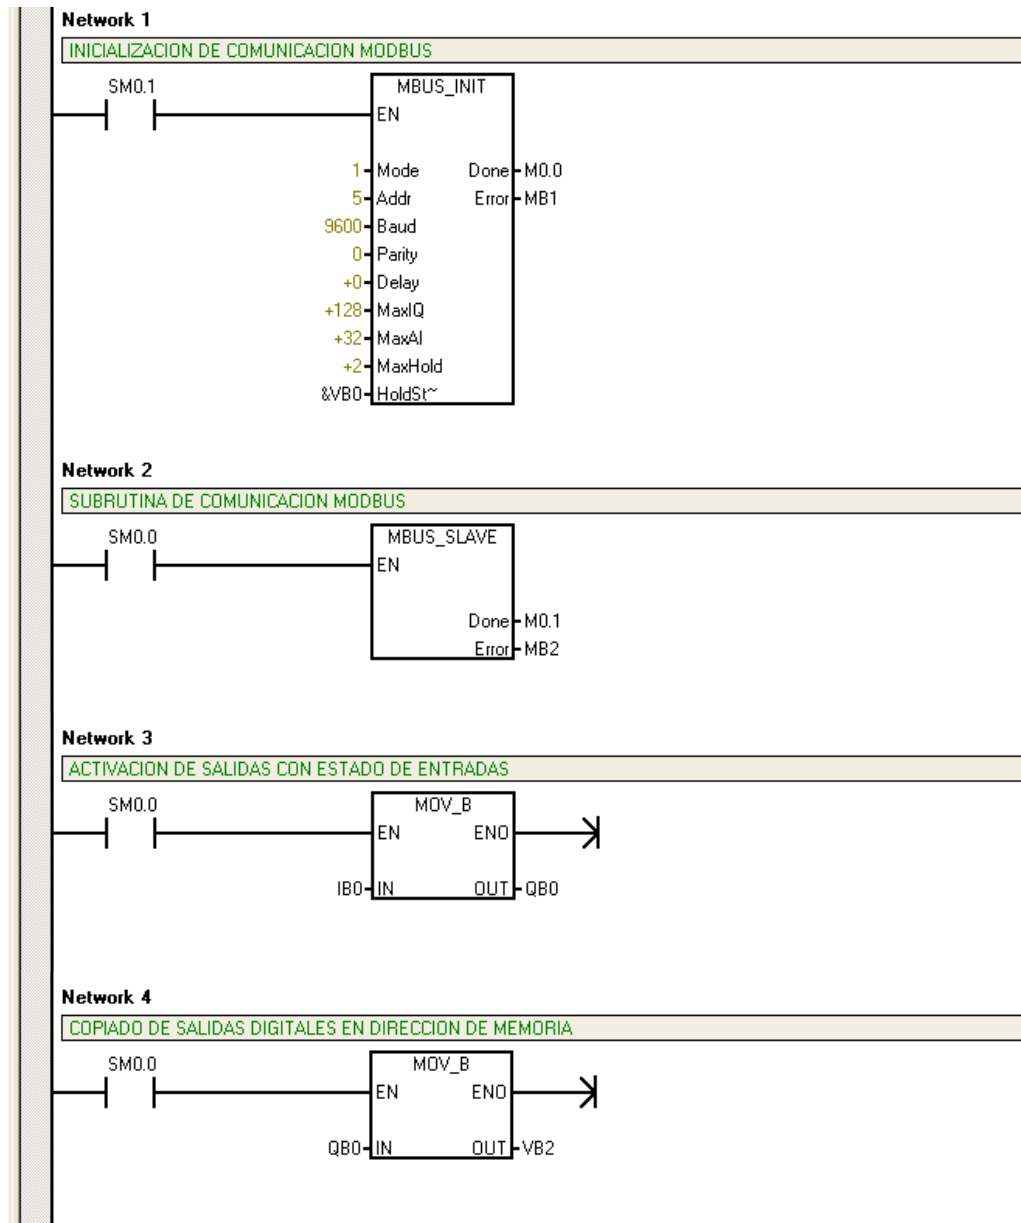 Network 1
INICIALIZACION DE COMUNICACION MODBUS
SM0.1
MBUS_INIT
EN
1 Mode Done M0.0
5 Addr Error MB1
9600 Baud
0 Parity
+0 Delay
+128 MaxIQ
+32 MaxAI
+2 MaxHold
&VB0 HoldSt~
Network 2
SUBRUTINA DE COMUNICACION MODBUS
SM0.0
MBUS_SLAVE
EN
Done M0.1
Error MB2
Network 3
ACTIVACION DE SALIDAS CON ESTADO DE ENTRADAS
SM0.0
MOV_B
EN ENO
IB0 IN OUT QB0
Network 4
COPIADO DE SALIDAS DIGITALES EN DIRECCION DE MEMORIA
SM0.0
MOV_B
EN ENO
QB0 IN OUT VB2